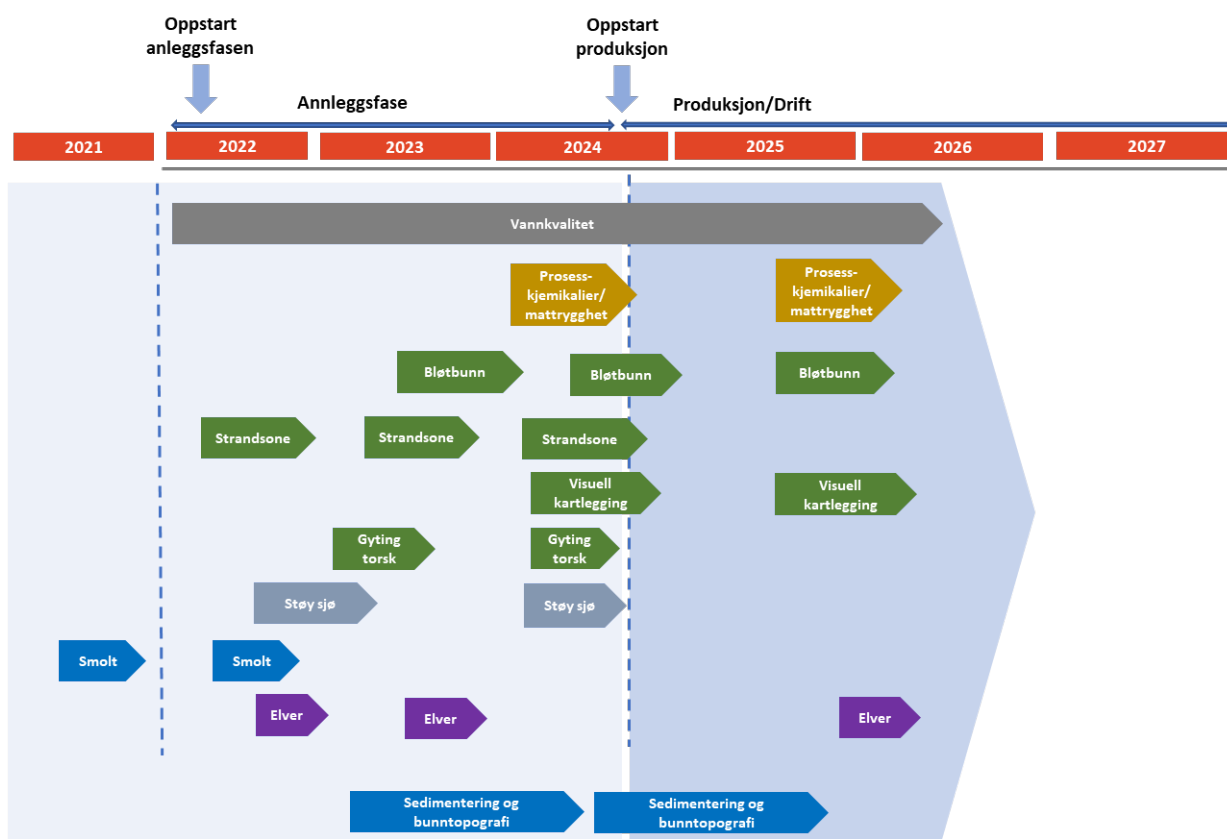 Oppstart
anleggsfasen
Oppstart
produksjon
Annleggsfase
Produksjon/Drift
2021
2022
2023
2024
2025
2026
2027
Vannkvalitet
Prosess-
kjemikalier/
mattrygghet
Prosess-
kjemikalier/
mattrygghet
Bløtbunn
Bløtbunn
Bløtbunn
Strandsone
Strandsone
Strandsone
Visuell
kartlegging
Visuell
kartlegging
Gyting
torsk
Gyting
torsk
Støy sjø
Støy sjø
Smolt
Smolt
Elver
Elver
Elver
Sedimentering og
bunntopografi
Sedimentering og
bunntopografi